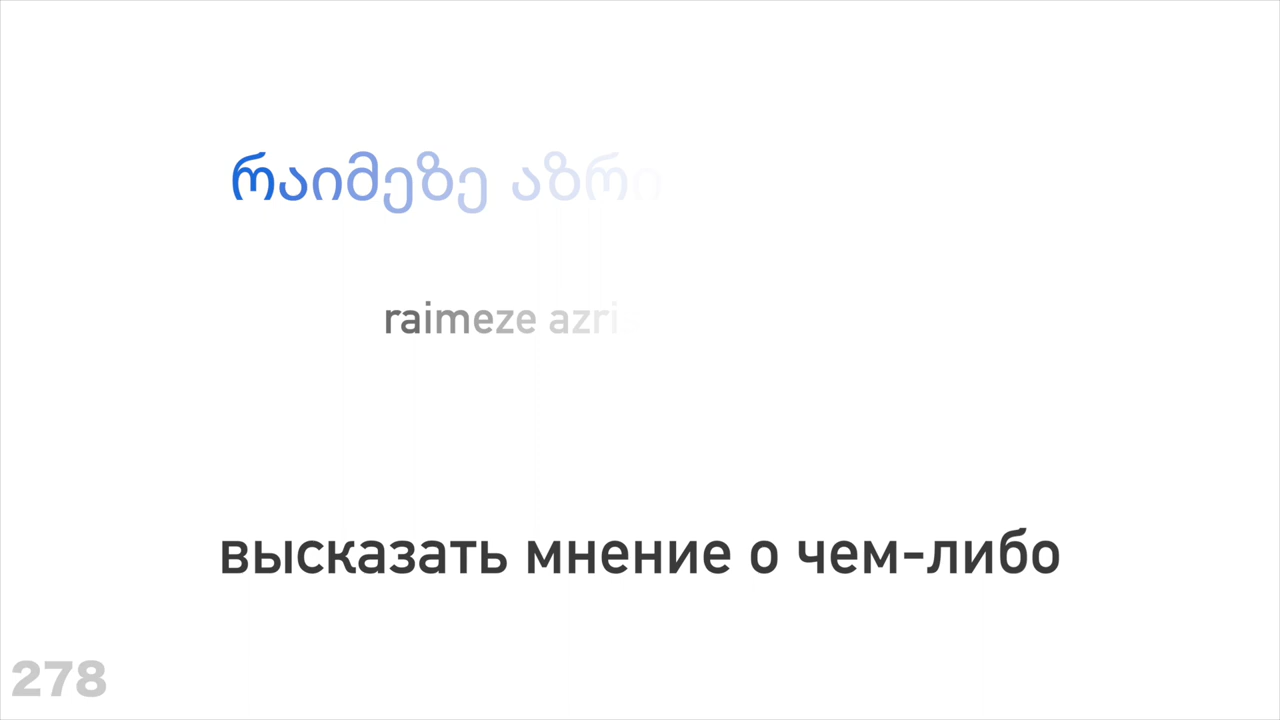 რაიმეზე აზრი
raimeze azri
высказать мнение о чем-либо
278